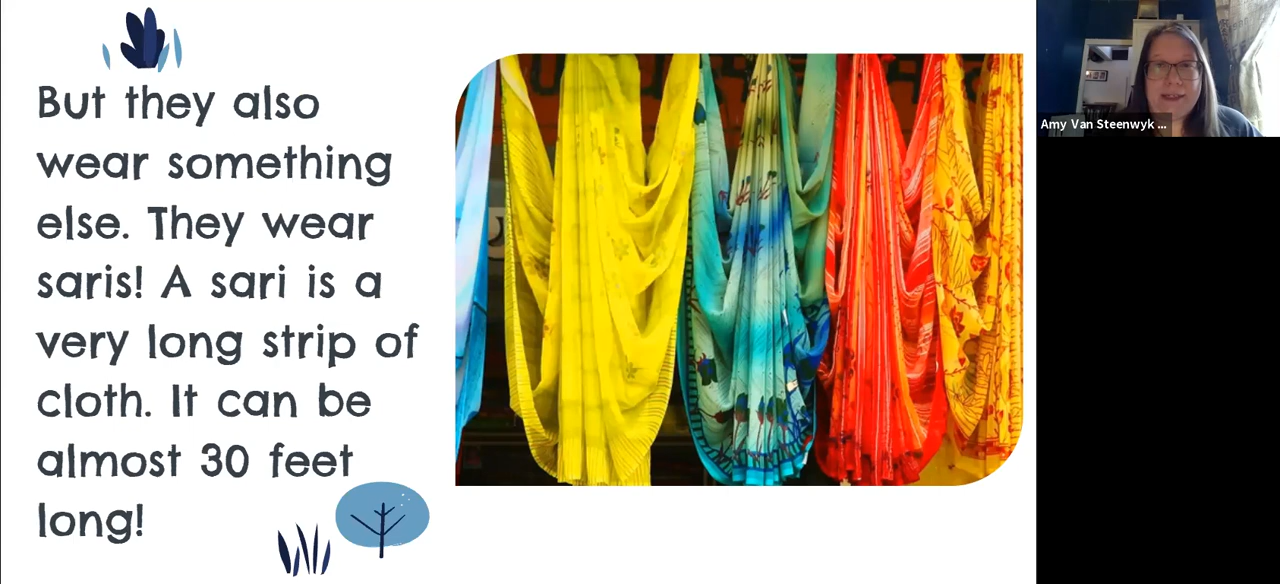 But they also
wear something
else. They wear
saris! A sari is a
very long strip of
cloth. It can be
almost 30 feet
long!
Amy Van Steenwyk ...